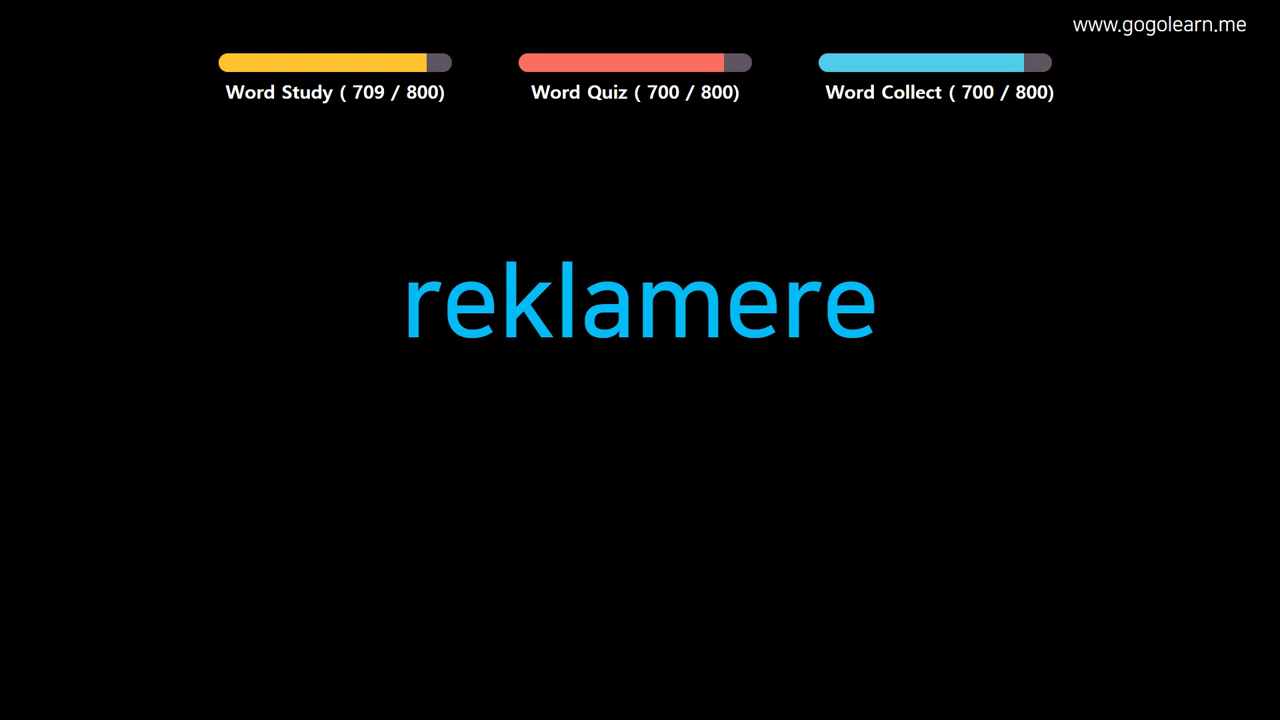 www.gogolearn.me
Word Study ( 709 / 800)
Word Quiz ( 700 / 800)
Word Collect ( 700 / 800)
reklamere